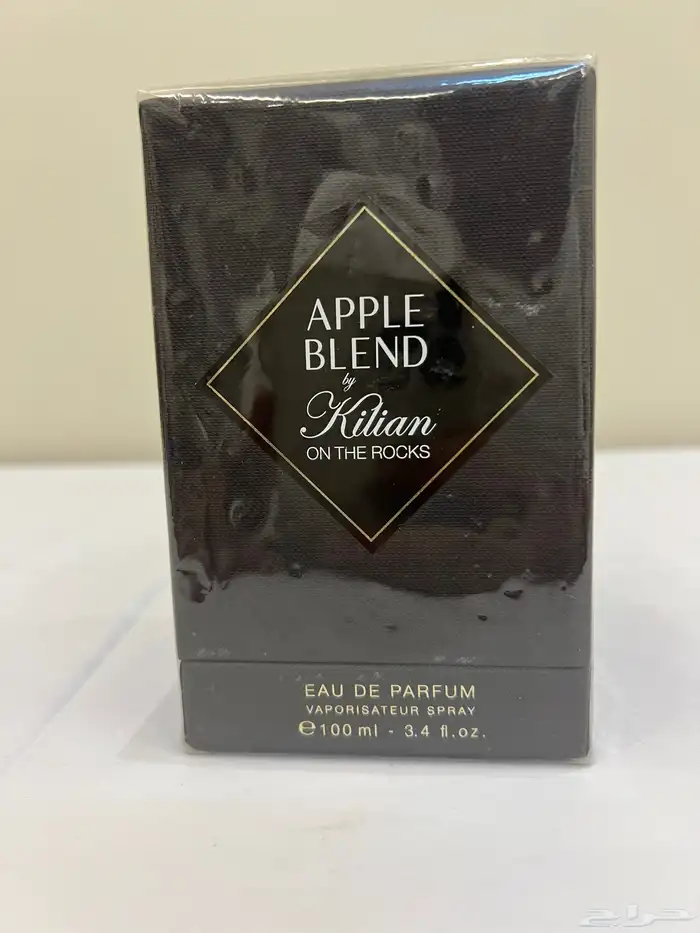 APPLE
BLEND
by
Kilian
ON THE ROCKS
EAU DE PARFUM
VAPORISATEUR SPRAY
℮100 ml - 3.4 fl.oz.
حراج